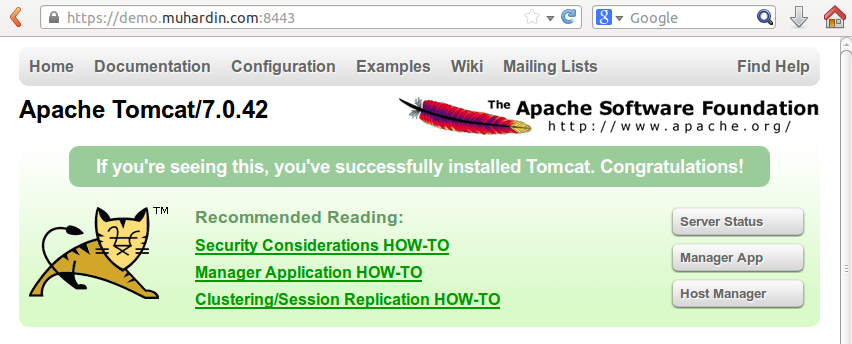 https://demo.muhardin.com:8443
Google
Home Documentation Configuration Examples Wiki Mailing Lists Find Help
Apache Tomcat/7.0.42
The Apache Software Foundation
http://www.apache.org/
If you're seeing this, you've successfully installed Tomcat. Congratulations!
TM
Recommended Reading:
Security Considerations HOW-TO
Manager Application HOW-TO
Clustering/Session Replication HOW-TO
Server Status
Manager App
Host Manager